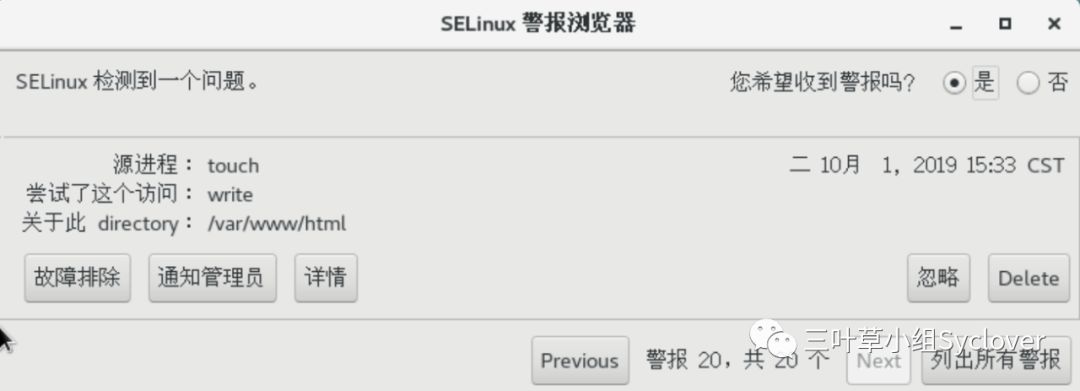 SELinux 警报浏览器
SELinux 检测到一个问题。 您希望收到警报吗? 是 否
源进程： touch 二 10月 1, 2019 15:33 CST
尝试了这个访问： write
关于此 directory： /var/www/html
故障排除 通知管理员 详情 忽略 Delete
Previous 警报 20，共 20 个 Next 列出所有警报
三叶草小组Syclover